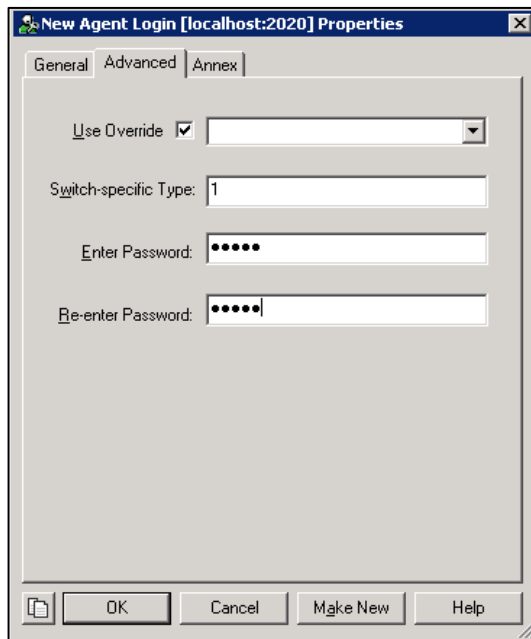 New Agent Login [localhost:2020] Properties
General Advanced Annex
Use Override
Switch-specific Type: 1
Enter Password: •••••
Re-enter Password: •••••
OK Cancel Make New Help